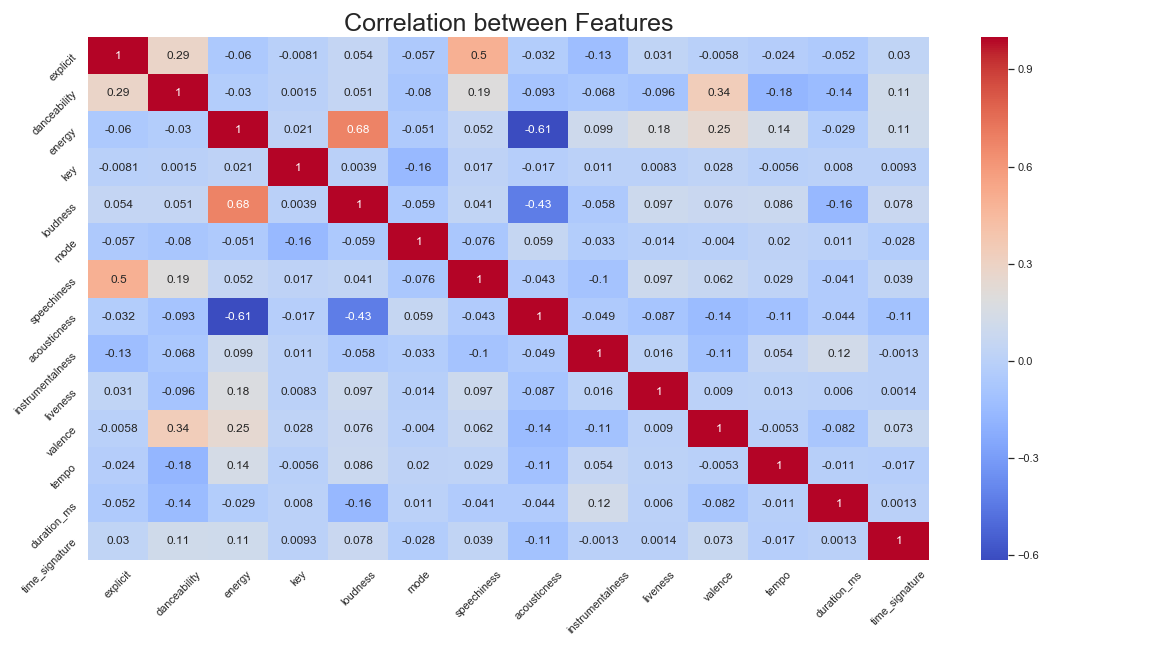 Correlation between Features
explicit 1 0.29 -0.06 -0.0081 0.054 -0.057 0.5 -0.032 -0.13 0.031 -0.0058 -0.024 -0.052 0.03
danceability 0.29 1 -0.03 0.0015 0.051 -0.08 0.19 -0.093 -0.068 -0.096 0.34 -0.18 -0.14 0.11
energy -0.06 -0.03 1 0.021 0.68 -0.051 0.052 -0.61 0.099 0.18 0.25 0.14 -0.029 0.11
key -0.0081 0.0015 0.021 1 0.0039 -0.16 0.017 -0.017 0.011 0.0083 0.028 -0.0056 0.008 0.0093
loudness 0.054 0.051 0.68 0.0039 1 -0.059 0.041 -0.43 -0.058 0.097 0.076 0.086 -0.16 0.078
mode -0.057 -0.08 -0.051 -0.16 -0.059 1 -0.076 0.059 -0.033 -0.014 -0.004 0.02 0.011 -0.028
speechiness 0.5 0.19 0.052 0.017 0.041 -0.076 1 -0.043 -0.1 0.097 0.062 0.029 -0.041 0.039
acousticness -0.032 -0.093 -0.61 -0.017 -0.43 0.059 -0.043 1 -0.049 -0.087 -0.14 -0.11 -0.044 -0.11
instrumentalness -0.13 -0.068 0.099 0.011 -0.058 -0.033 -0.1 -0.049 1 0.016 -0.11 0.054 0.12 -0.0013
liveness 0.031 -0.096 0.18 0.0083 0.097 -0.014 0.097 -0.087 0.016 1 0.009 0.013 0.006 0.0014
valence -0.0058 0.34 0.25 0.028 0.076 -0.004 0.062 -0.14 -0.11 0.009 1 -0.0053 -0.082 0.073
tempo -0.024 -0.18 0.14 -0.0056 0.086 0.02 0.029 -0.11 0.054 0.013 -0.0053 1 -0.011 -0.017
duration_ms -0.052 -0.14 -0.029 0.008 -0.16 0.011 -0.041 -0.044 0.12 0.006 -0.082 -0.011 1 0.0013
time_signature 0.03 0.11 0.11 0.0093 0.078 -0.028 0.039 -0.11 -0.0013 0.0014 0.073 -0.017 0.0013 1
explicit danceability energy key loudness mode speechiness acousticness instrumentalness liveness valence tempo duration_ms time_signature
0.9
0.6
0.3
0.0
−0.3
−0.6